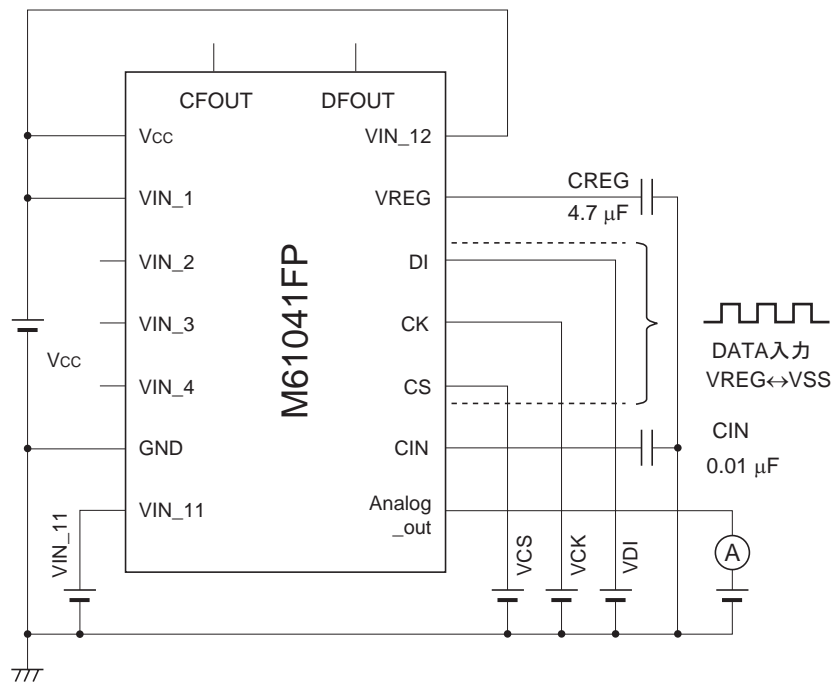 CFOUT
DFOUT
Vcc
VIN_12
VIN_1
VREG
CREG
4.7 μF
VIN_2
DI
VIN_3
CK
VIN_4
CS
GND
CIN
VIN_11
Analog
_out
M61041FP
Vcc
DATA入力
VREG↔VSS
CIN
0.01 μF
VIN_11
VCS
VCK
VDI
A